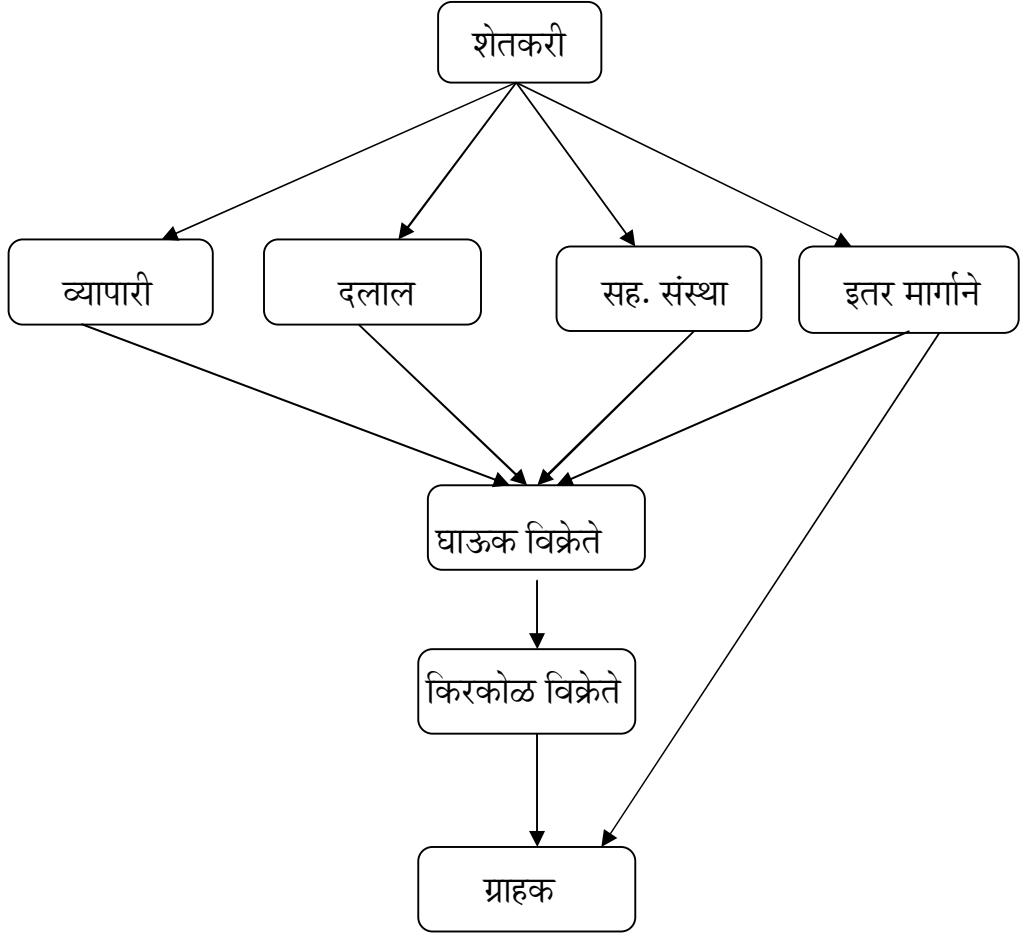 शेतकरी
व्यापारी
दलाल
सह. संस्था
इतर मार्गाने
घाऊक विक्रेते
किरकोळ विक्रेते
ग्राहक